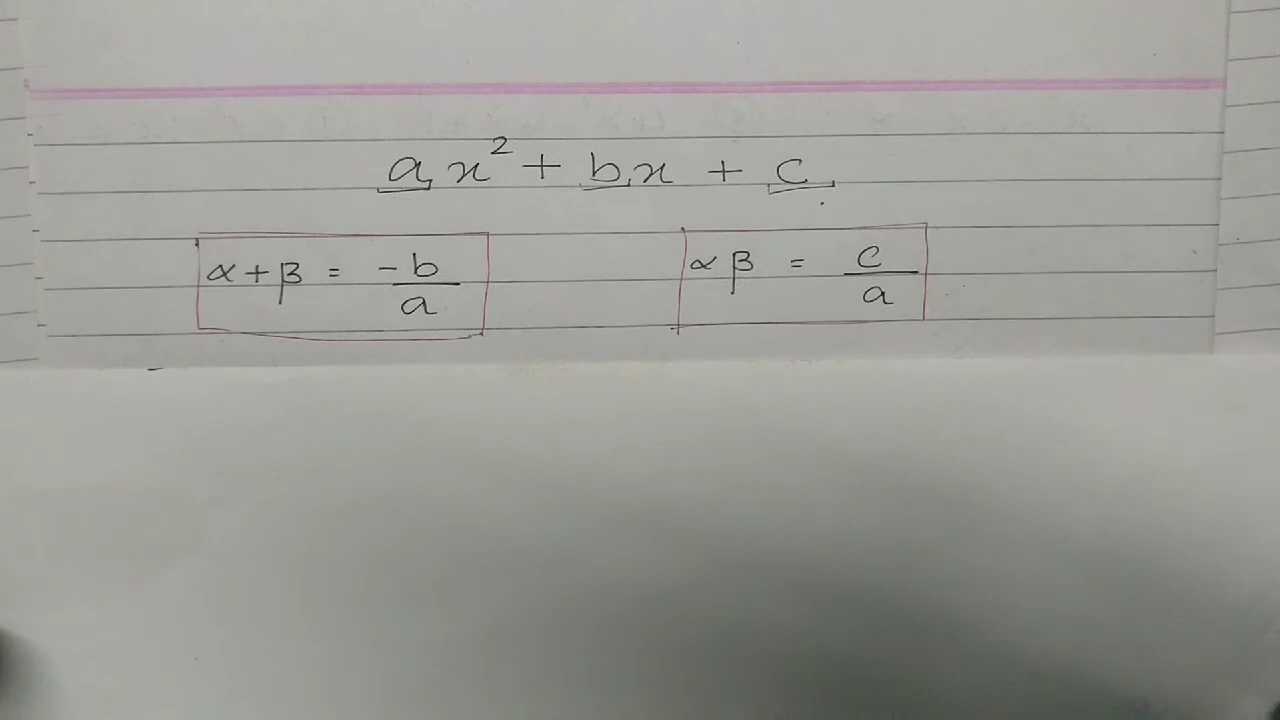 ax² + bx + c
α+β = -b/a αβ = c/a